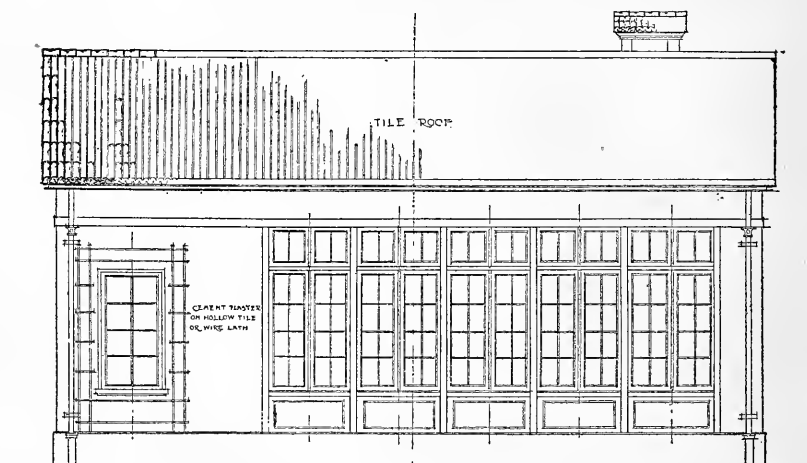 TILE ROOF
CEMENT PLASTER
ON HOLLOW TILE
OR WIRE LATH